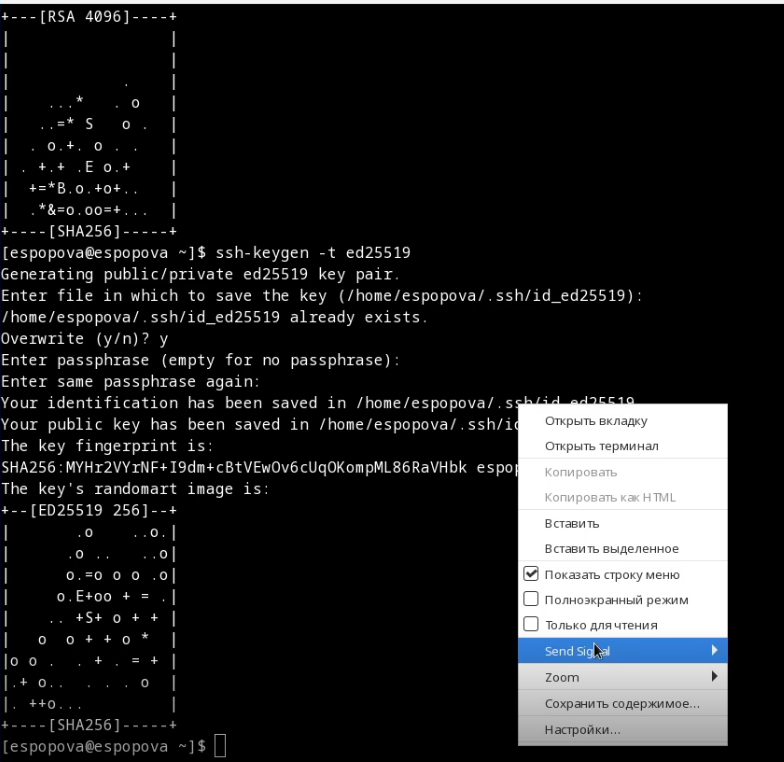 +---[RSA 4096]----+
|                 |
|                 |
|            .    |
|    ...*   . o   |
|   ..=* S   o .  |
|  . o.+. o . .   |
| . +.+ .E o.+    |
|  +=*B.o.+o+..   |
|  .*&=o.oo=+...  |
+----[SHA256]-----+
[espopova@espopova ~]$ ssh-keygen -t ed25519
Generating public/private ed25519 key pair.
Enter file in which to save the key (/home/espopova/.ssh/id_ed25519):
/home/espopova/.ssh/id_ed25519 already exists.
Overwrite (y/n)? y
Enter passphrase (empty for no passphrase):
Enter same passphrase again:
Your identification has been saved in /home/espopova/.ssh/id_ed25519
Your public key has been saved in /home/espopova/.ssh/id
The key fingerprint is:
SHA256:MYHr2VYrNF+I9dm+cBtVEwOv6cUqOKompML86RaVHbk espop
The key's randomart image is:
+--[ED25519 256]--+
|       .o    ..o.|
|      .o ..   ..o|
|      o.=o o o .o|
|     o.E+oo + = .|
|    .. +S+ o + + |
|   o  o + + o *  |
|o o .  . + . = + |
|.+ o..  . . . o  |
|. ++o...         |
+----[SHA256]-----+
[espopova@espopova ~]$
Открыть вкладку
Открыть терминал
Копировать
Копировать как HTML
Вставить
Вставить выделенное
Показать строку меню
Полноэкранный режим
Только для чтения
Send Signal
Zoom
Сохранить содержимое...
Настройки...